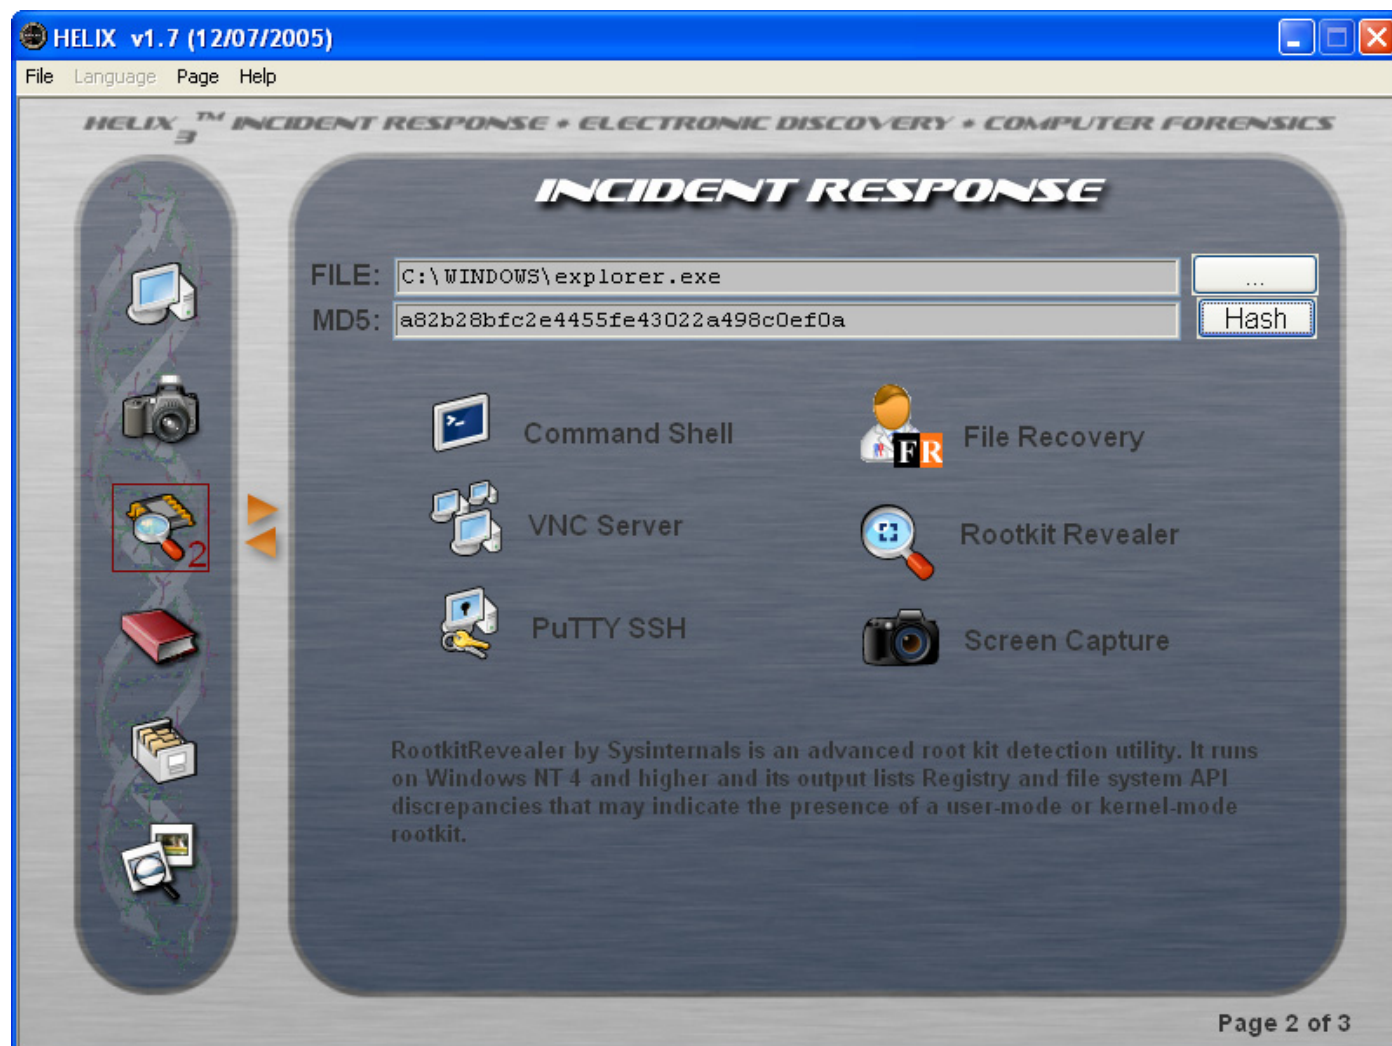 HELIX v1.7 (12/07/2005)
File Language Page Help
HELIX 3™ INCIDENT RESPONSE • ELECTRONIC DISCOVERY • COMPUTER FORENSICS
INCIDENT RESPONSE
FILE: C:\WINDOWS\explorer.exe ...
MD5: a82b28bfc2e4455fe43022a498c0ef0a Hash
Command Shell
FR File Recovery
VNC Server
Rootkit Revealer
2
PuTTY SSH
Screen Capture
RootkitRevealer by Sysinternals is an advanced root kit detection utility. It runs
on Windows NT 4 and higher and its output lists Registry and file system API
discrepancies that may indicate the presence of a user-mode or kernel-mode
rootkit.
Page 2 of 3